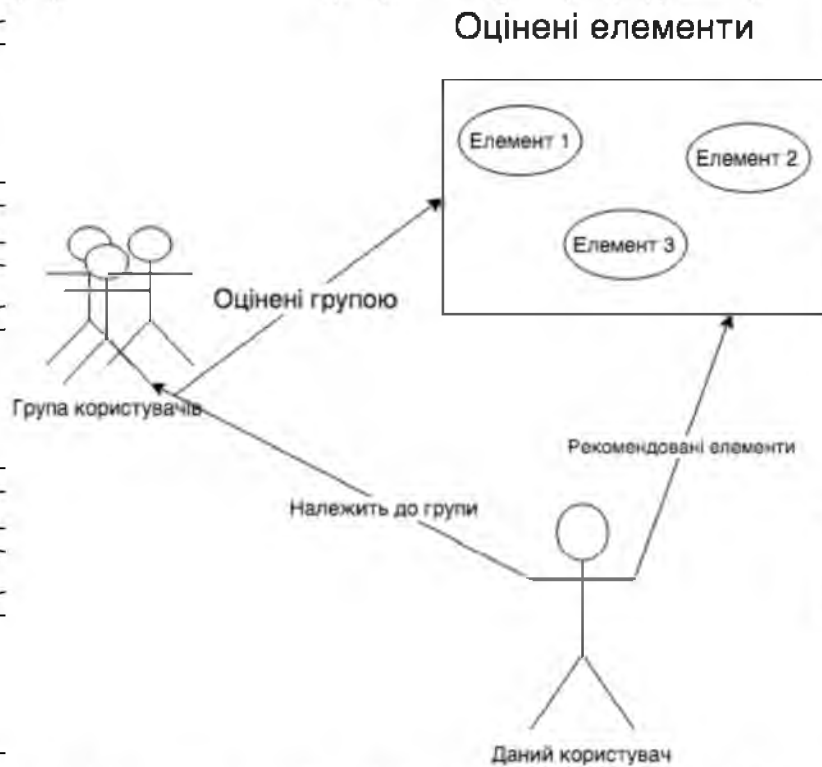 Оцінені елементи
Елемент 1
Елемент 2
Елемент 3
Оцінені групою
Група користувачів
Рекомендовані елементи
Належить до групи
Даний користувач